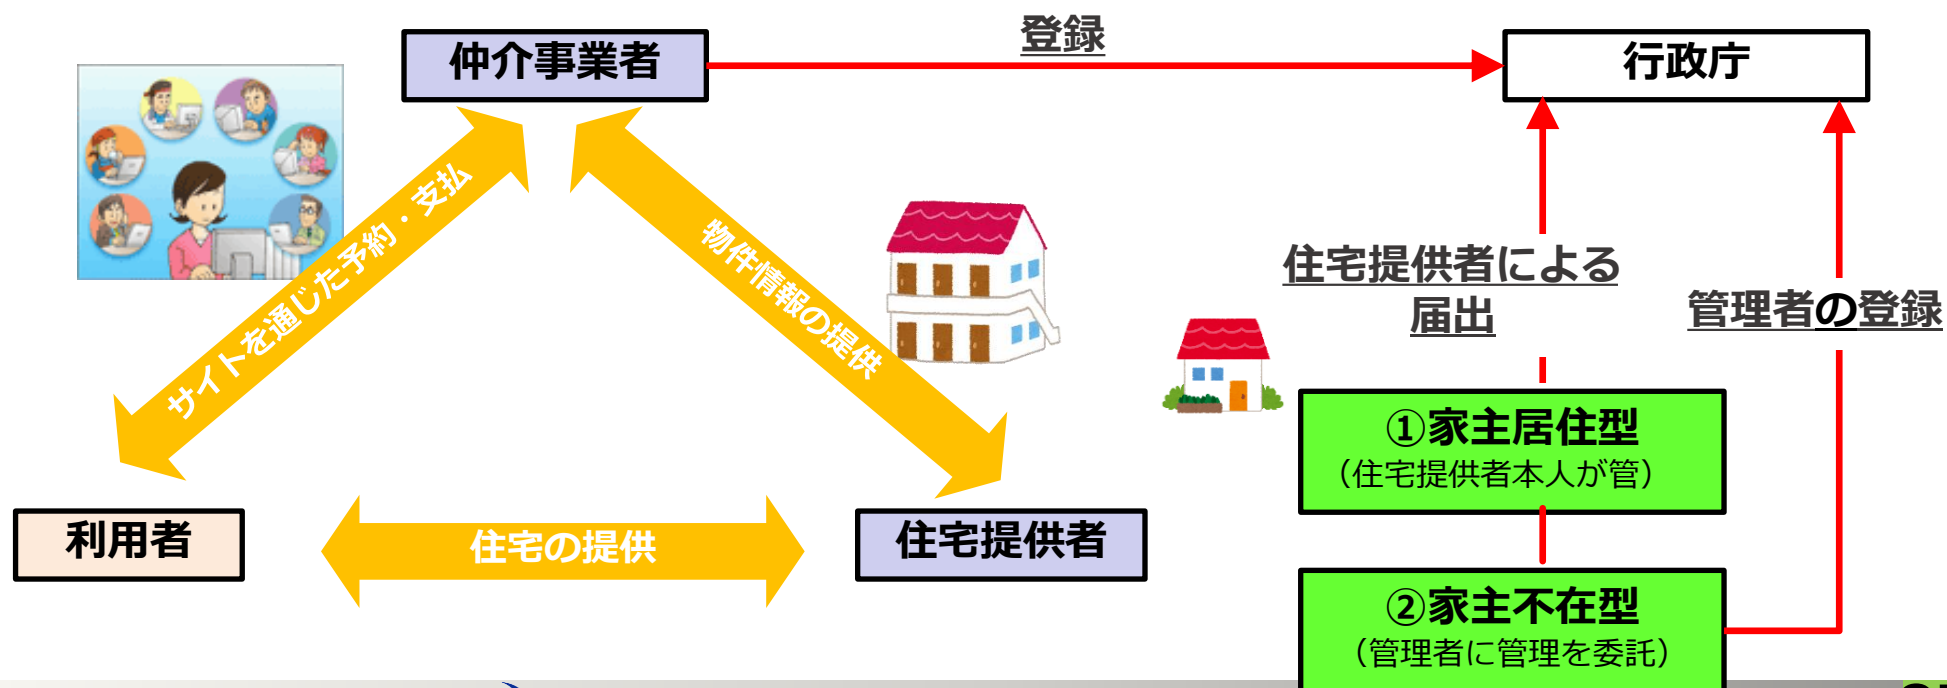 登録
仲介事業者
行政庁
サイトを通じた予約・支払
物件情報の提供
住宅提供者による
届出
管理者の登録
①家主居住型
（住宅提供者本人が管）
利用者
住宅の提供
住宅提供者
②家主不在型
（管理者に管理を委託）